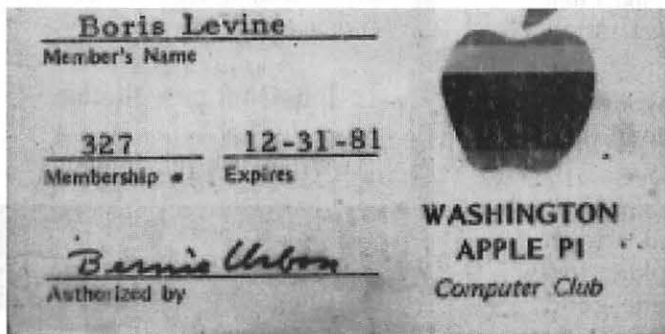 Boris Levine
Member's Name
327 12-31-81
Membership # Expires
Bernie Urban
Authorized by
WASHINGTON
APPLE PI
Computer Club